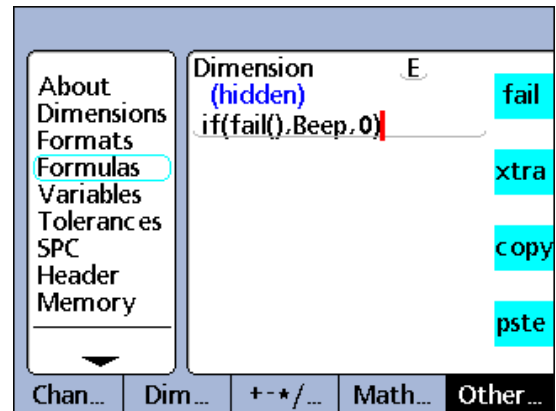 About
Dimensions
Formats
Formulas
Variables
Tolerances
SPC
Header
Memory
Dimension E
(hidden)
if(fail(),Beep,0)
fail
xtra
copy
pste
Chan... Dim... +-*/... Math... Other...